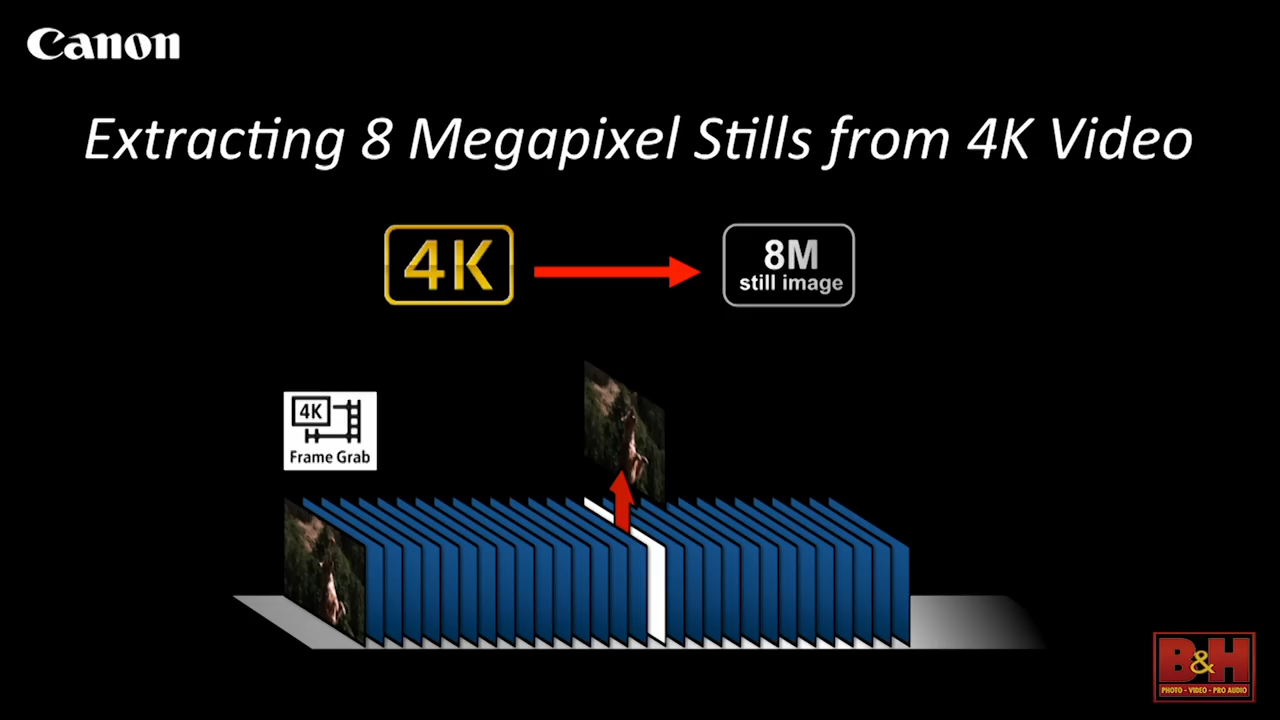 Canon
Extracting 8 Megapixel Stills from 4K Video
4K
8M
still image
4K
Frame Grab
B&H
PHOTO - VIDEO - PRO AUDIO